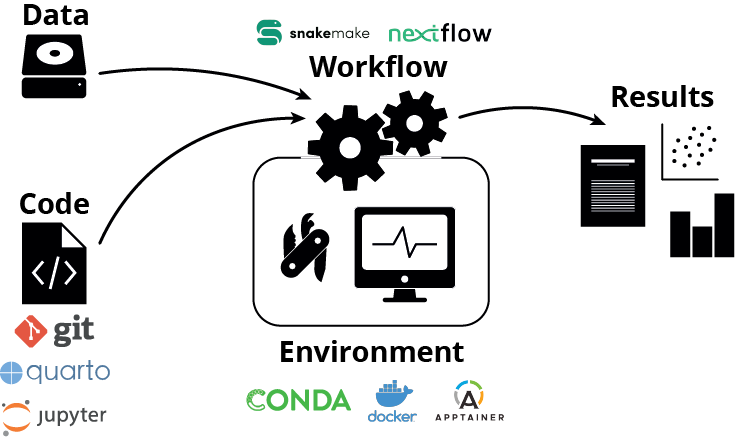 Data
snakemake
nextflow
Workflow
Results
Code
</>
git
quarto
jupyter
Environment
CONDA
docker
APPTAINER